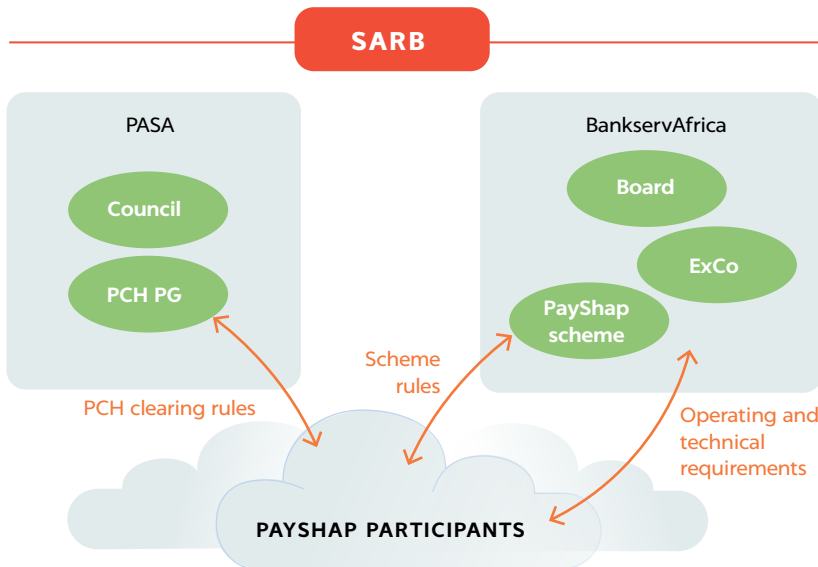 SARB
PASA
Council
PCH PG
BankservAfrica
Board
ExCo
PayShap
scheme
PCH clearing rules
Scheme
rules
Operating and
technical
requirements
PAYSHAP PARTICIPANTS